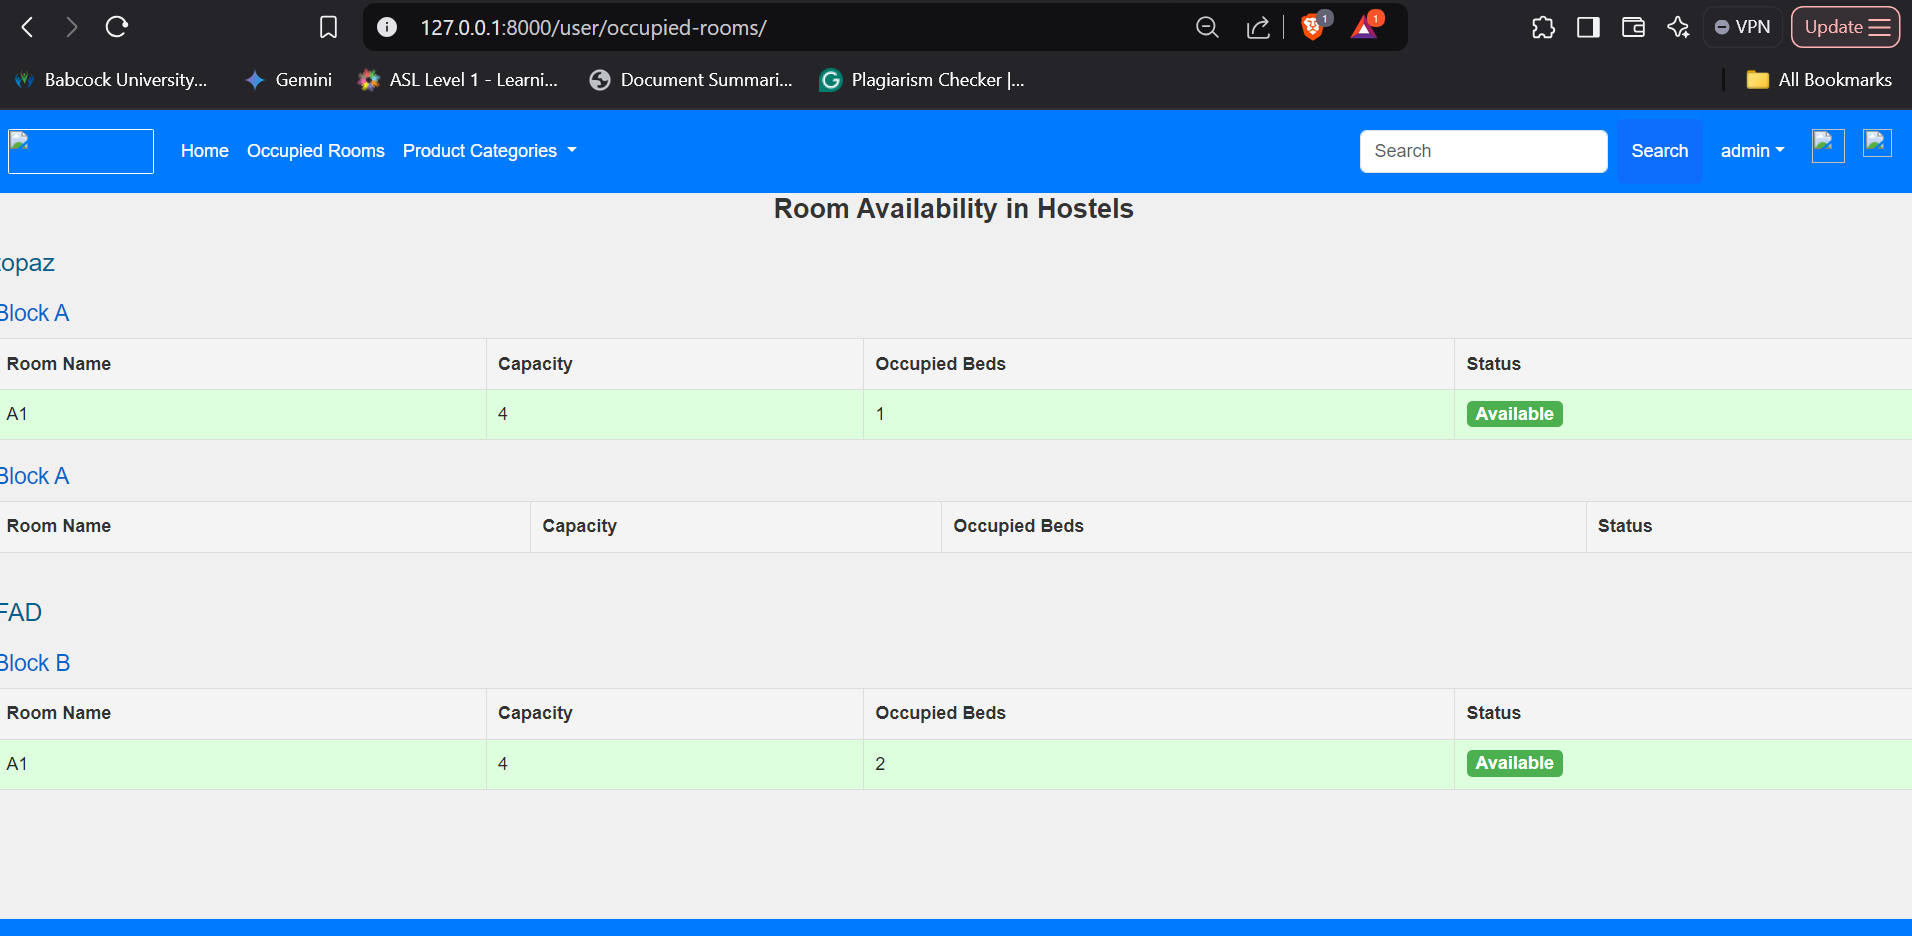 127.0.0.1:8000/user/occupied-rooms/
1
1
VPN
Update
Babcock University...
Gemini
ASL Level 1 - Learni...
Document Summari...
Plagiarism Checker |...
All Bookmarks
Home
Occupied Rooms
Product Categories
Search
Search
admin
Room Availability in Hostels
topaz
Block A
Room Name Capacity Occupied Beds Status
A1 4 1 Available
Block A
Room Name Capacity Occupied Beds Status
FAD
Block B
Room Name Capacity Occupied Beds Status
A1 4 2 Available